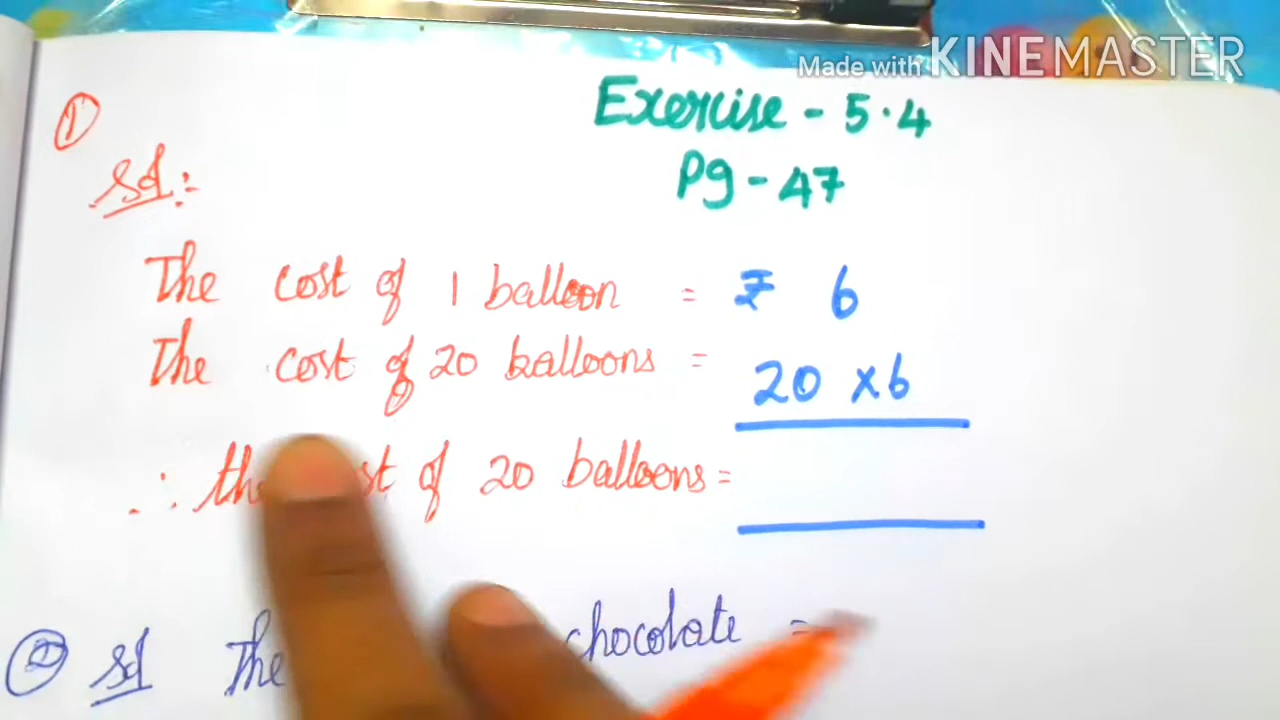 Made with KINEMASTER
Exercise - 5.4
Pg - 47
①
Sol:-
The cost of 1 balloon = ₹ 6
The cost of 20 balloons = 20 x 6
∴ the cost of 20 balloons =
② Sol The chocolate =